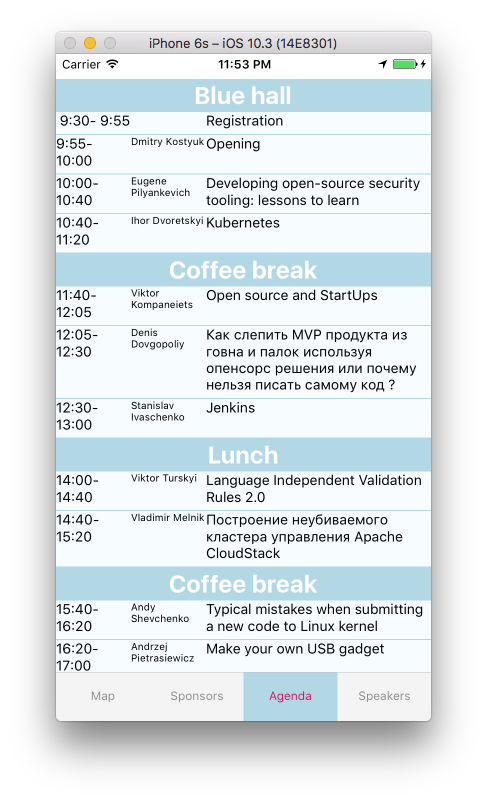 iPhone 6s – iOS 10.3 (14E8301)
Carrier 11:53 PM
Blue hall
9:30- 9:55 Registration
9:55- Dmitry Kostyuk Opening
10:00
10:00- Eugene Developing open-source security
10:40 Pilyankevich tooling: lessons to learn
10:40- Ihor Dvoretskyi Kubernetes
11:20
Coffee break
11:40- Viktor Open source and StartUps
12:05 Kompaneiets
12:05- Denis Как слепить MVP продукта из
12:30 Dovgopoliy говна и палок используя
опенсорс решения или почему
нельзя писать самому код ?
12:30- Stanislav Jenkins
13:00 Ivaschenko
Lunch
14:00- Viktor Turskyi Language Independent Validation
14:40 Rules 2.0
14:40- Vladimir Melnik Построение неубиваемого
15:20 кластера управления Apache
CloudStack
Coffee break
15:40- Andy Typical mistakes when submitting
16:20 Shevchenko a new code to Linux kernel
16:20- Andrzej Make your own USB gadget
17:00 Pietrasiewicz
Map Sponsors Agenda Speakers